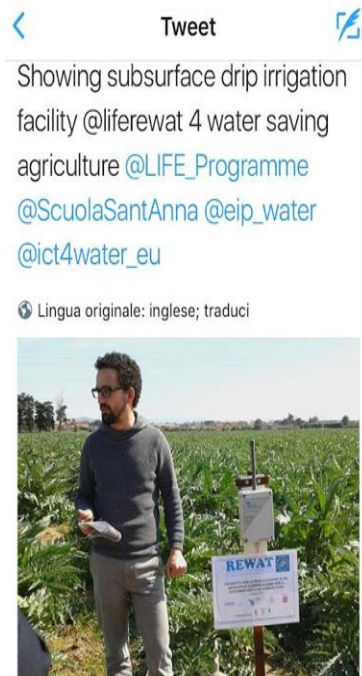 Tweet
Showing subsurface drip irrigation
facility @liferewat 4 water saving
agriculture @LIFE_Programme
@ScuolaSantAnna @eip_water
@ict4water_eu
Lingua originale: inglese; traduci
REWAT